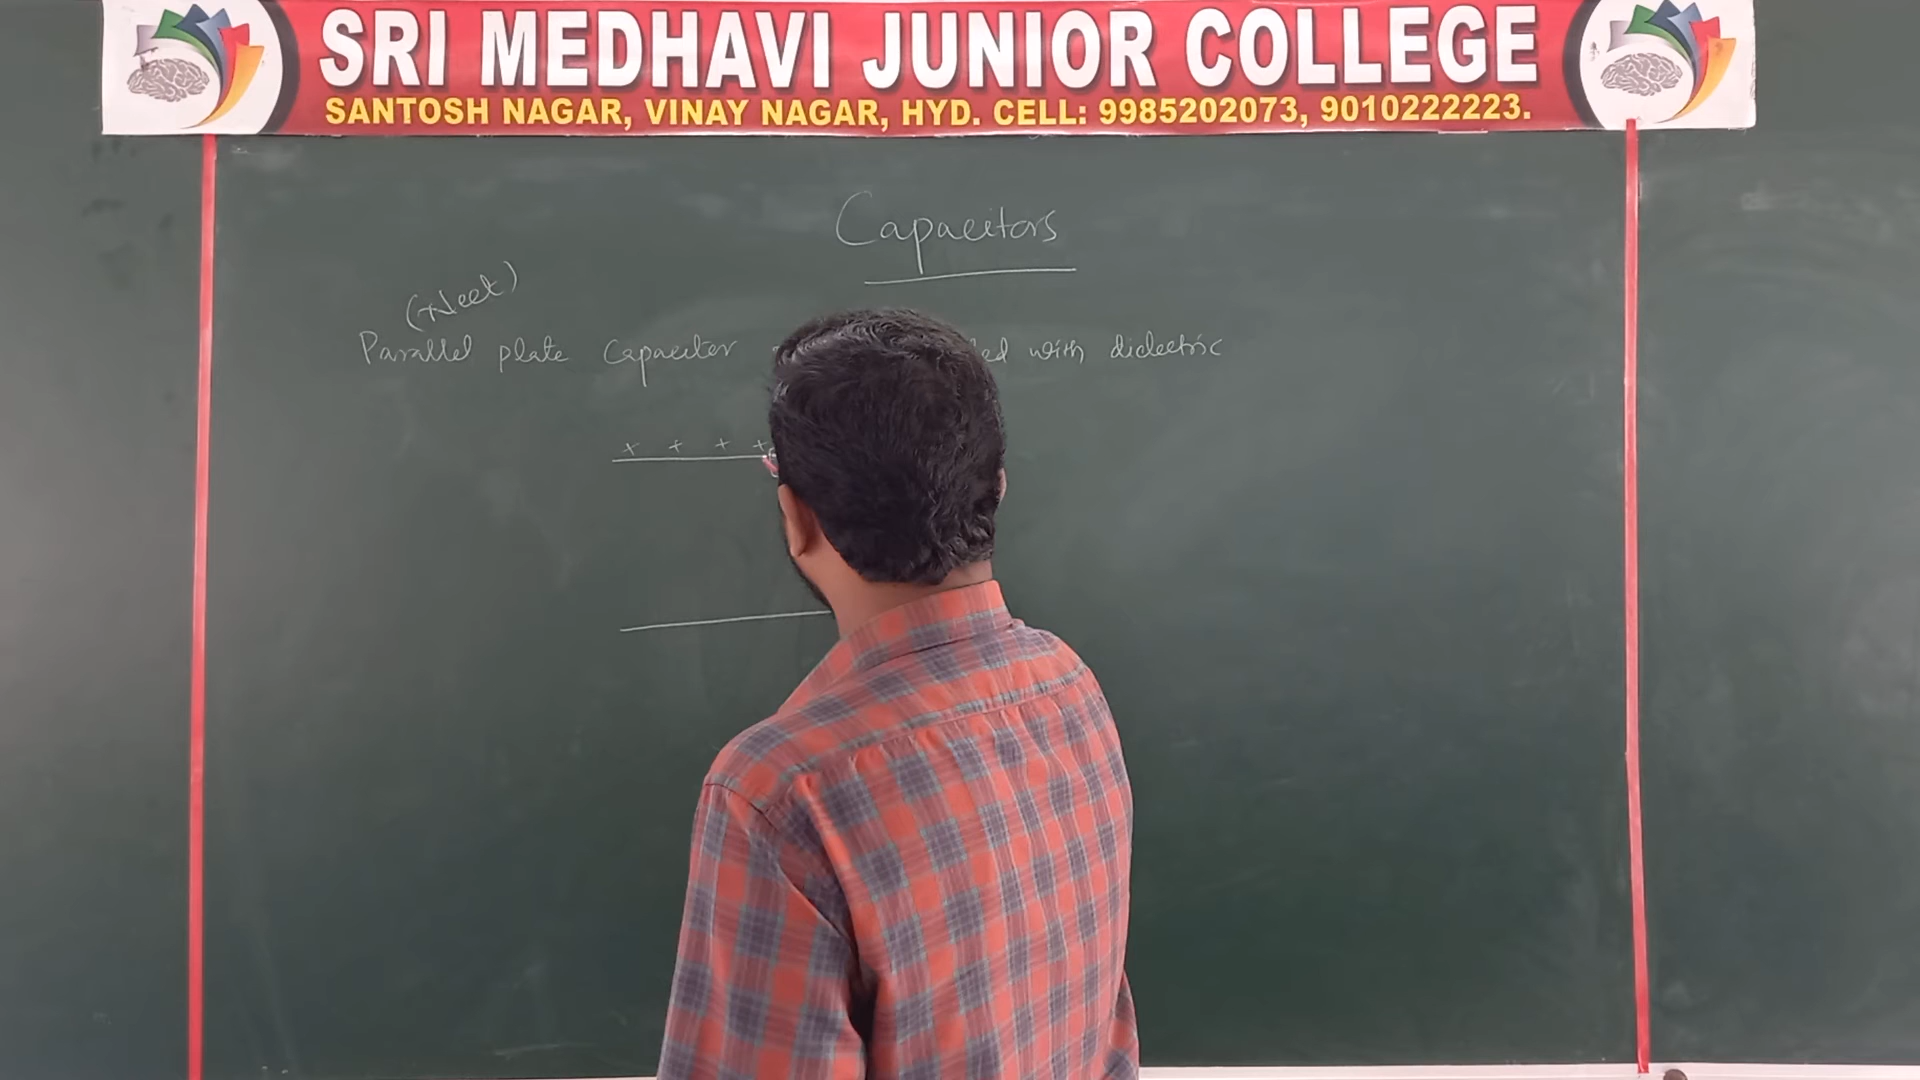 SRI MEDHAVI JUNIOR COLLEGE
SANTOSH NAGAR, VINAY NAGAR, HYD. CELL: 9985202073, 9010222223.
Capacitors
(Neet)
Parallel plate Capacitor with dielectric
+ + + +